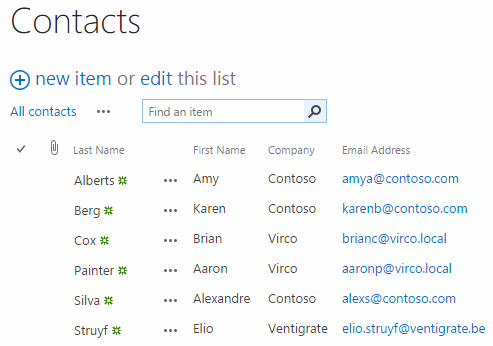 Contacts
new item or edit this list
All contacts ••• Find an item
Last Name First Name Company Email Address
Alberts ••• Amy Contoso amya@contoso.com
Berg ••• Karen Contoso karenb@contoso.com
Cox ••• Brian Virco brianc@virco.local
Painter ••• Aaron Virco aaronp@virco.local
Silva ••• Alexandre Contoso alexs@contoso.com
Struyf ••• Elio Ventigrate elio.struyf@ventigrate.be